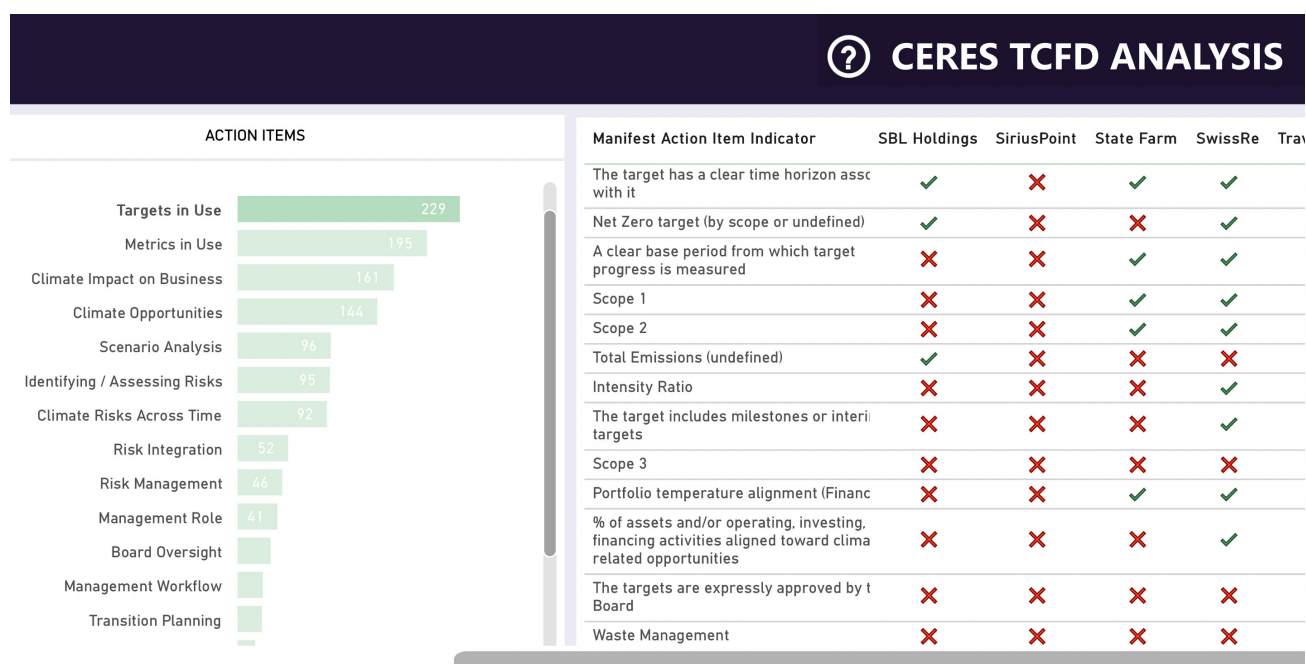 ? CERES TCFD ANALYSIS
ACTION ITEMS
Targets in Use 229
Metrics in Use 195
Climate Impact on Business 161
Climate Opportunities 144
Scenario Analysis 96
Identifying / Assessing Risks 95
Climate Risks Across Time 92
Risk Integration 52
Risk Management 46
Management Role 41
Board Oversight
Management Workflow
Transition Planning
Manifest Action Item Indicator SBL Holdings SiriusPoint State Farm SwissRe Trav
The target has a clear time horizon assc
with it
Net Zero target (by scope or undefined)
A clear base period from which target
progress is measured
Scope 1
Scope 2
Total Emissions (undefined)
Intensity Ratio
The target includes milestones or interi
targets
Scope 3
Portfolio temperature alignment (Financ
% of assets and/or operating, investing,
financing activities aligned toward clima
related opportunities
The targets are expressly approved by t
Board
Waste Management